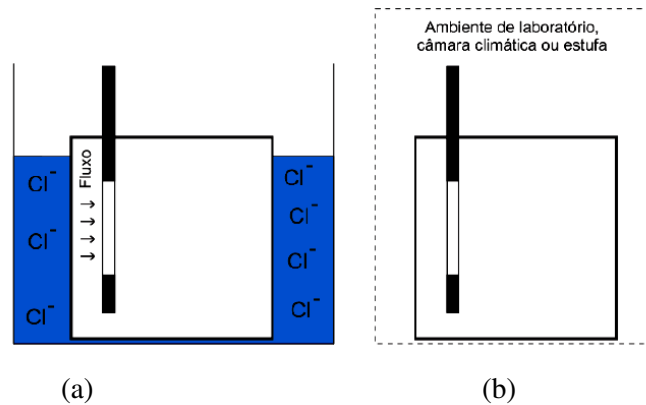 Ambiente de laboratório,
câmara climática ou estufa
Fluxo
Cl⁻
Cl⁻
Cl⁻
Cl⁻
Cl⁻
Cl⁻
Cl⁻
(a)
(b)